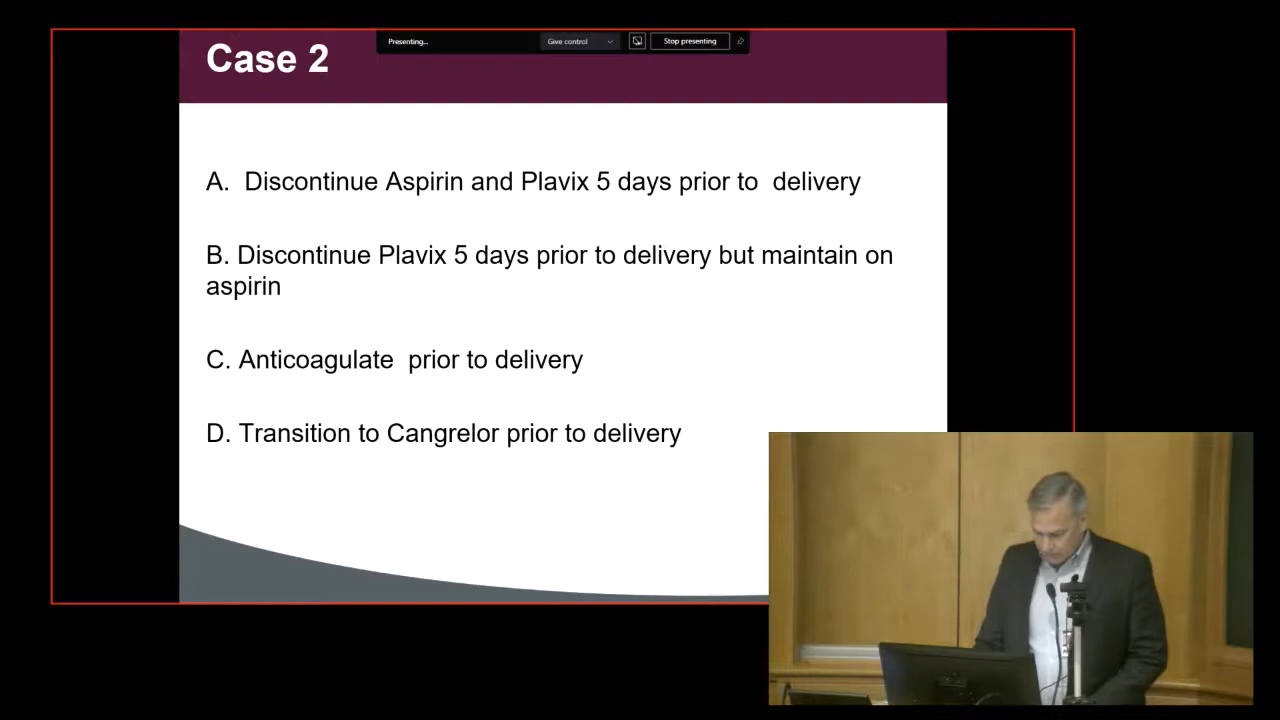 Presenting...
Give control
Stop presenting
Case 2
A.  Discontinue Aspirin and Plavix 5 days prior to  delivery
B. Discontinue Plavix 5 days prior to delivery but maintain on
aspirin
C. Anticoagulate  prior to delivery
D. Transition to Cangrelor prior to delivery